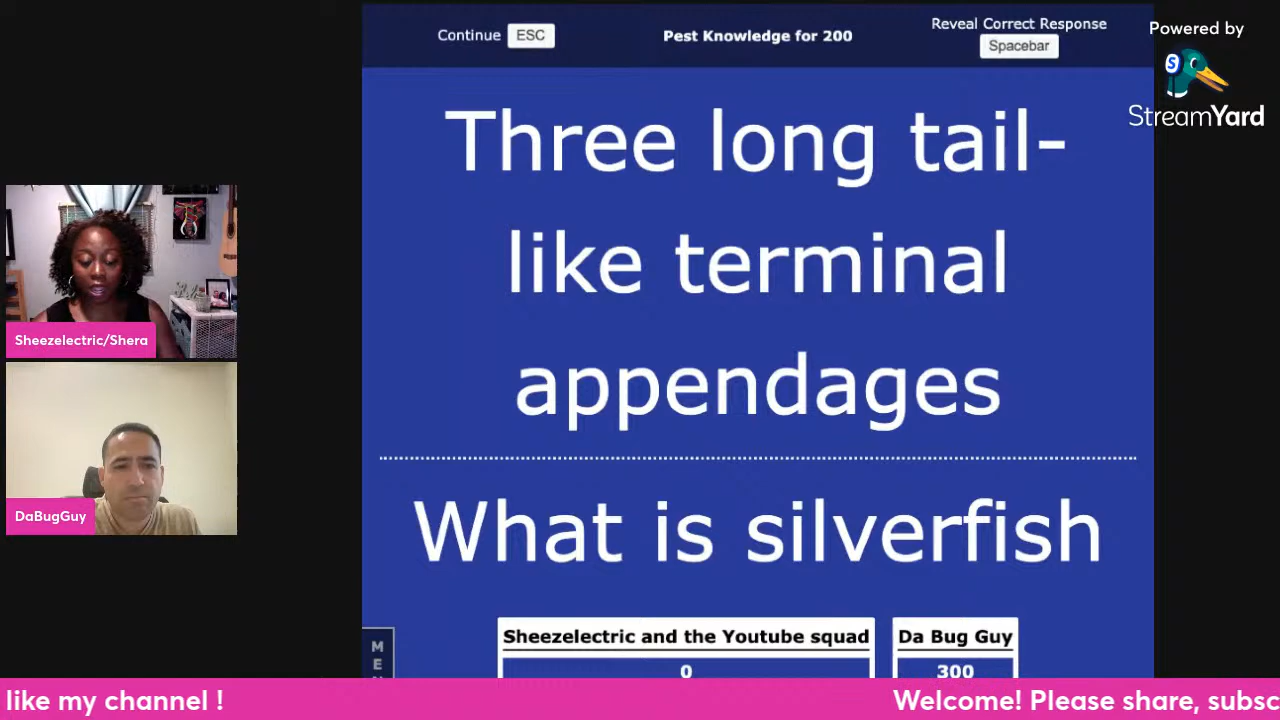 Continue ESC
Pest Knowledge for 200
Reveal Correct Response
Spacebar
Powered by
S
StreamYard
Three long tail-
like terminal
appendages
What is silverfish
Sheezelectric/Shera
DaBugGuy
Sheezelectric and the Youtube squad
0
Da Bug Guy
300
M
E
like my channel !
Welcome! Please share, subsc